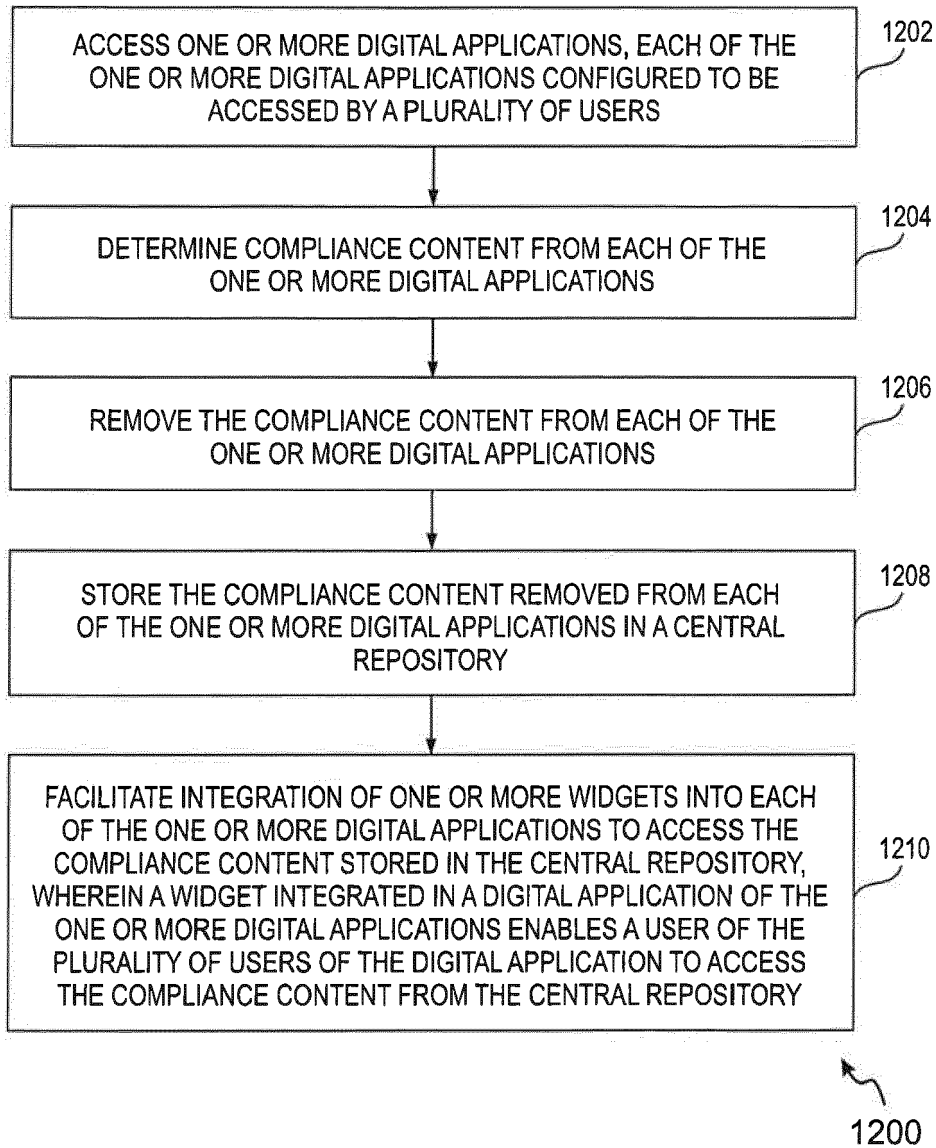 ACCESS ONE OR MORE DIGITAL APPLICATIONS, EACH OF THE
ONE OR MORE DIGITAL APPLICATIONS CONFIGURED TO BE
ACCESSED BY A PLURALITY OF USERS
1202
DETERMINE COMPLIANCE CONTENT FROM EACH OF THE
ONE OR MORE DIGITAL APPLICATIONS
1204
REMOVE THE COMPLIANCE CONTENT FROM EACH OF THE
ONE OR MORE DIGITAL APPLICATIONS
1206
STORE THE COMPLIANCE CONTENT REMOVED FROM EACH
OF THE ONE OR MORE DIGITAL APPLICATIONS IN A CENTRAL
REPOSITORY
1208
FACILITATE INTEGRATION OF ONE OR MORE WIDGETS INTO EACH
OF THE ONE OR MORE DIGITAL APPLICATIONS TO ACCESS THE
COMPLIANCE CONTENT STORED IN THE CENTRAL REPOSITORY,
WHEREIN A WIDGET INTEGRATED IN A DIGITAL APPLICATION OF THE
ONE OR MORE DIGITAL APPLICATIONS ENABLES A USER OF THE
PLURALITY OF USERS OF THE DIGITAL APPLICATION TO ACCESS
THE COMPLIANCE CONTENT FROM THE CENTRAL REPOSITORY
1210
1200